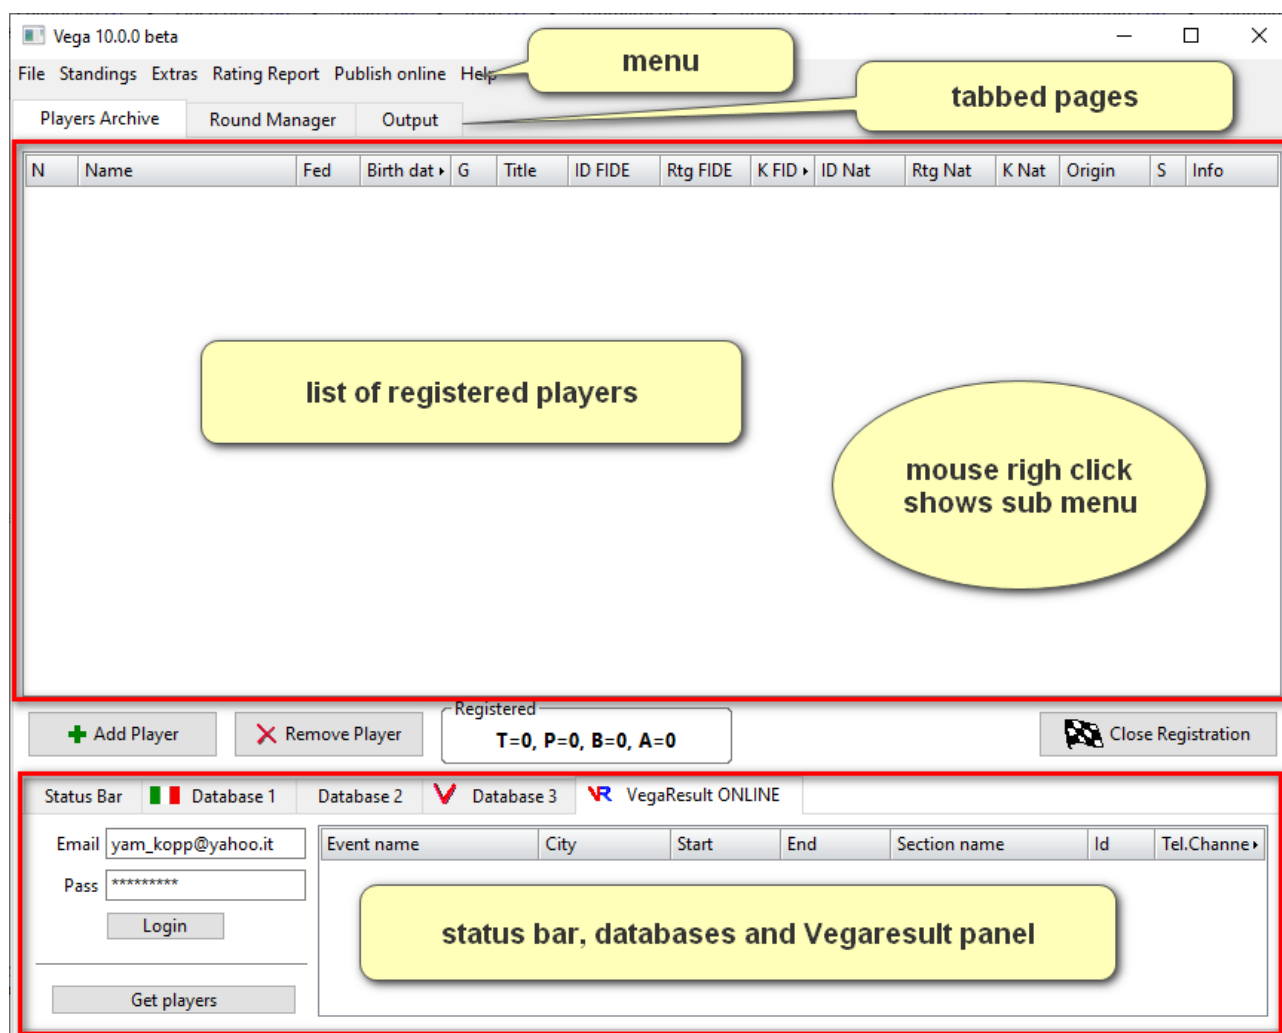 Vega 10.0.0 beta
File Standings Extras Rating Report Publish online Help
menu
tabbed pages
Players Archive Round Manager Output
N Name Fed Birth dat G Title ID FIDE Rtg FIDE K FID ID Nat Rtg Nat K Nat Origin S Info
list of registered players
mouse righ click
shows sub menu
Add Player Remove Player Registered Close Registration
T=0, P=0, B=0, A=0
Status Bar Database 1 Database 2 Database 3 VR VegaResult ONLINE
Email yam_kopp@yahoo.it Event name City Start End Section name Id Tel.Channe
Pass *********
Login
status bar, databases and Vegaresult panel
Get players